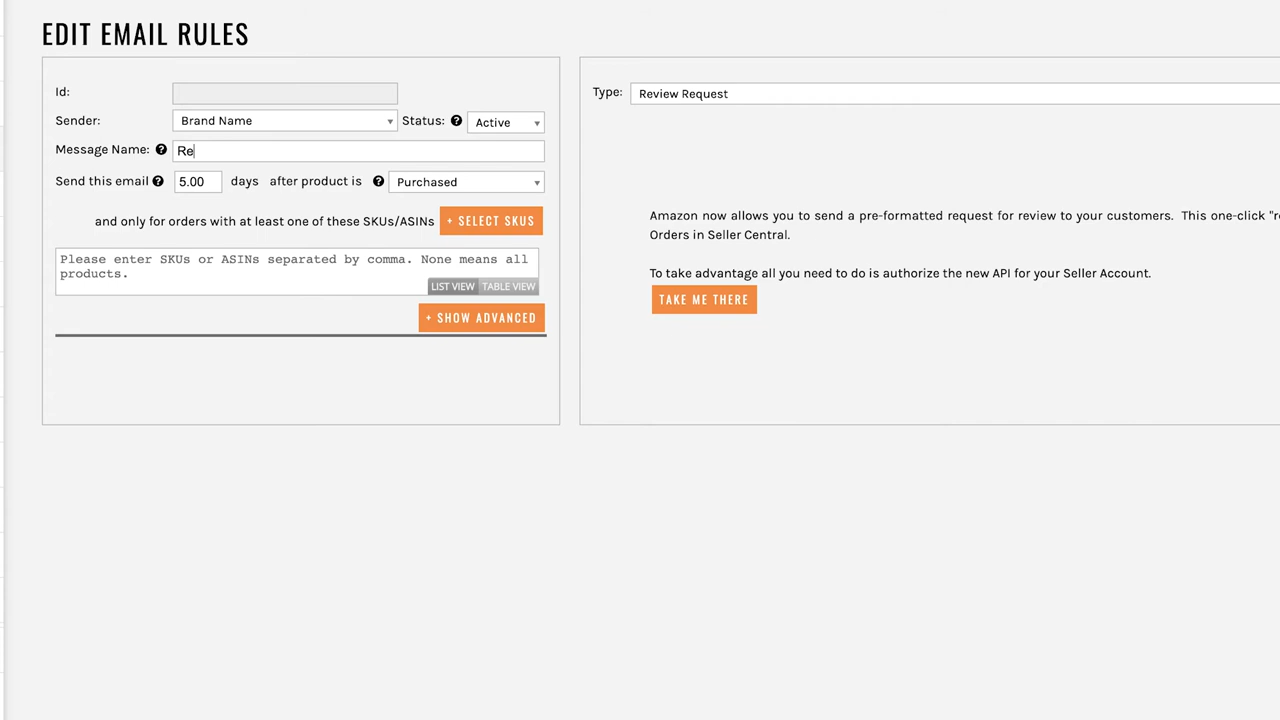 EDIT EMAIL RULES
Id:
Sender: Brand Name Status: Active
Message Name: Re
Send this email 5.00 days after product is Purchased
and only for orders with at least one of these SKUs/ASINs + SELECT SKUS
Please enter SKUs or ASINs separated by comma. None means all
products.
LIST VIEW TABLE VIEW
+ SHOW ADVANCED
Type: Review Request
Amazon now allows you to send a pre-formatted request for review to your customers. This one-click "r
Orders in Seller Central.
To take advantage all you need to do is authorize the new API for your Seller Account.
TAKE ME THERE